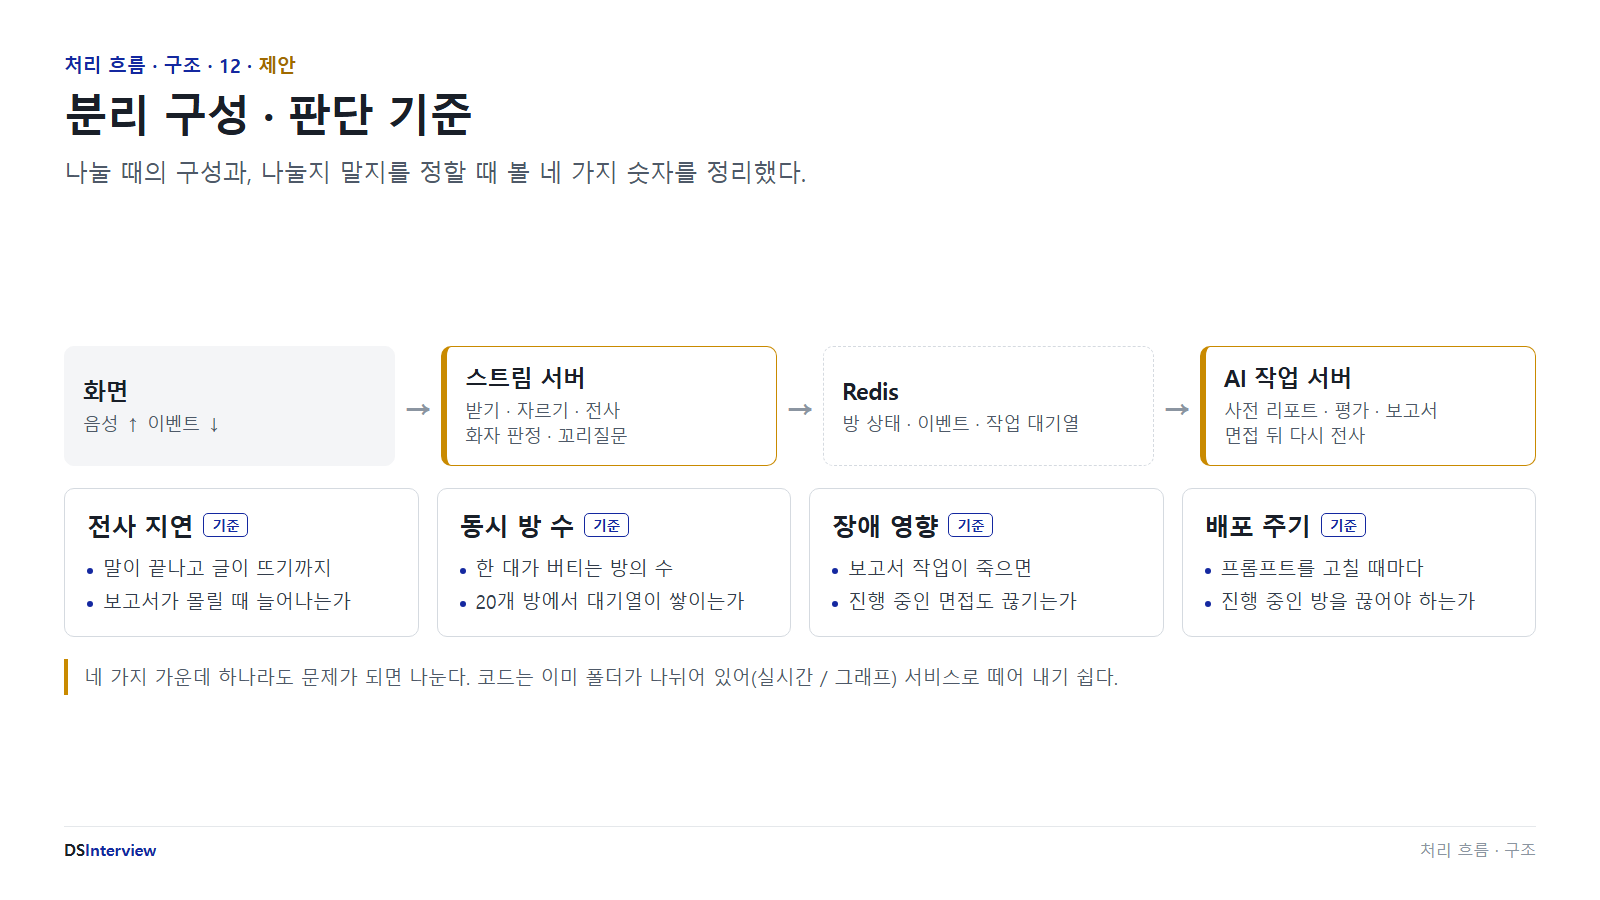 처리 흐름 · 구조 · 12 · 제안
분리 구성 · 판단 기준
나눌 때의 구성과, 나눌지 말지를 정할 때 볼 네 가지 숫자를 정리했다.
화면
음성 ↑ 이벤트 ↓
→
스트림 서버
받기 · 자르기 · 전사
화자 판정 · 꼬리질문
→
Redis
방 상태 · 이벤트 · 작업 대기열
→
AI 작업 서버
사전 리포트 · 평가 · 보고서
면접 뒤 다시 전사
전사 지연 기준
• 말이 끝나고 글이 뜨기까지
• 보고서가 몰릴 때 늘어나는가
동시 방 수 기준
• 한 대가 버티는 방의 수
• 20개 방에서 대기열이 쌓이는가
장애 영향 기준
• 보고서 작업이 죽으면
• 진행 중인 면접도 끊기는가
배포 주기 기준
• 프롬프트를 고칠 때마다
• 진행 중인 방을 끊어야 하는가
네 가지 가운데 하나라도 문제가 되면 나눈다. 코드는 이미 폴더가 나뉘어 있어(실시간 / 그래프) 서비스로 떼어 내기 쉽다.
DSInterview
처리 흐름 · 구조